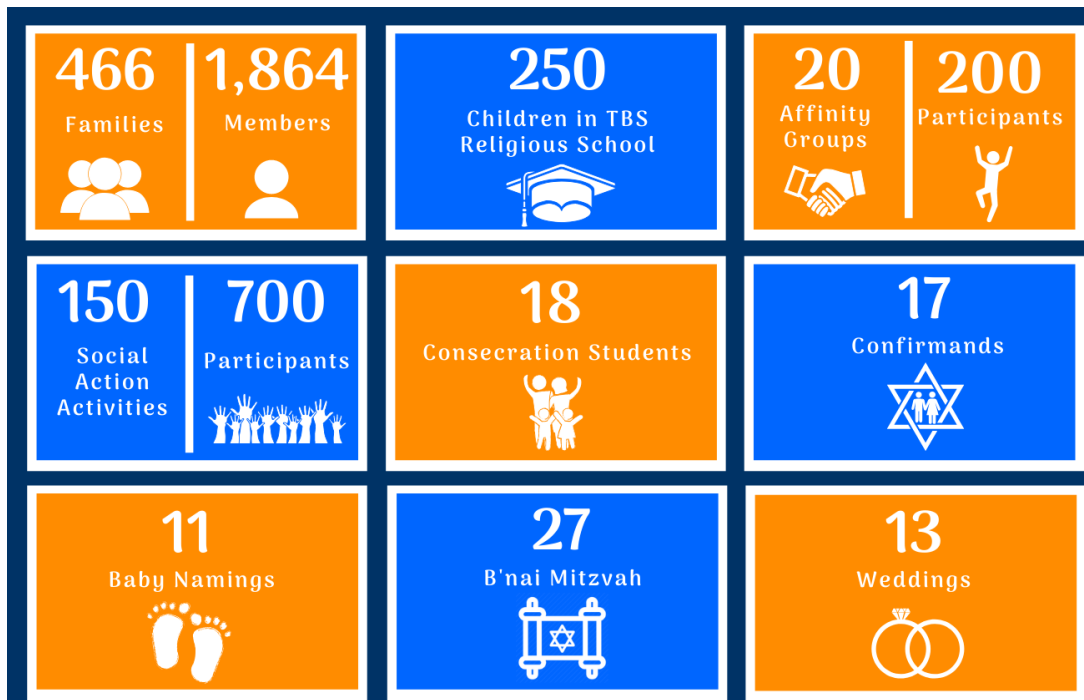 466
Families
1,864
Members
250
Children in TBS
Religious School
20
Affinity
Groups
200
Participants
150
Social
Action
Activities
700
Participants
18
Consecration Students
17
Confirmands
11
Baby Namings
27
B'nai Mitzvah
13
Weddings